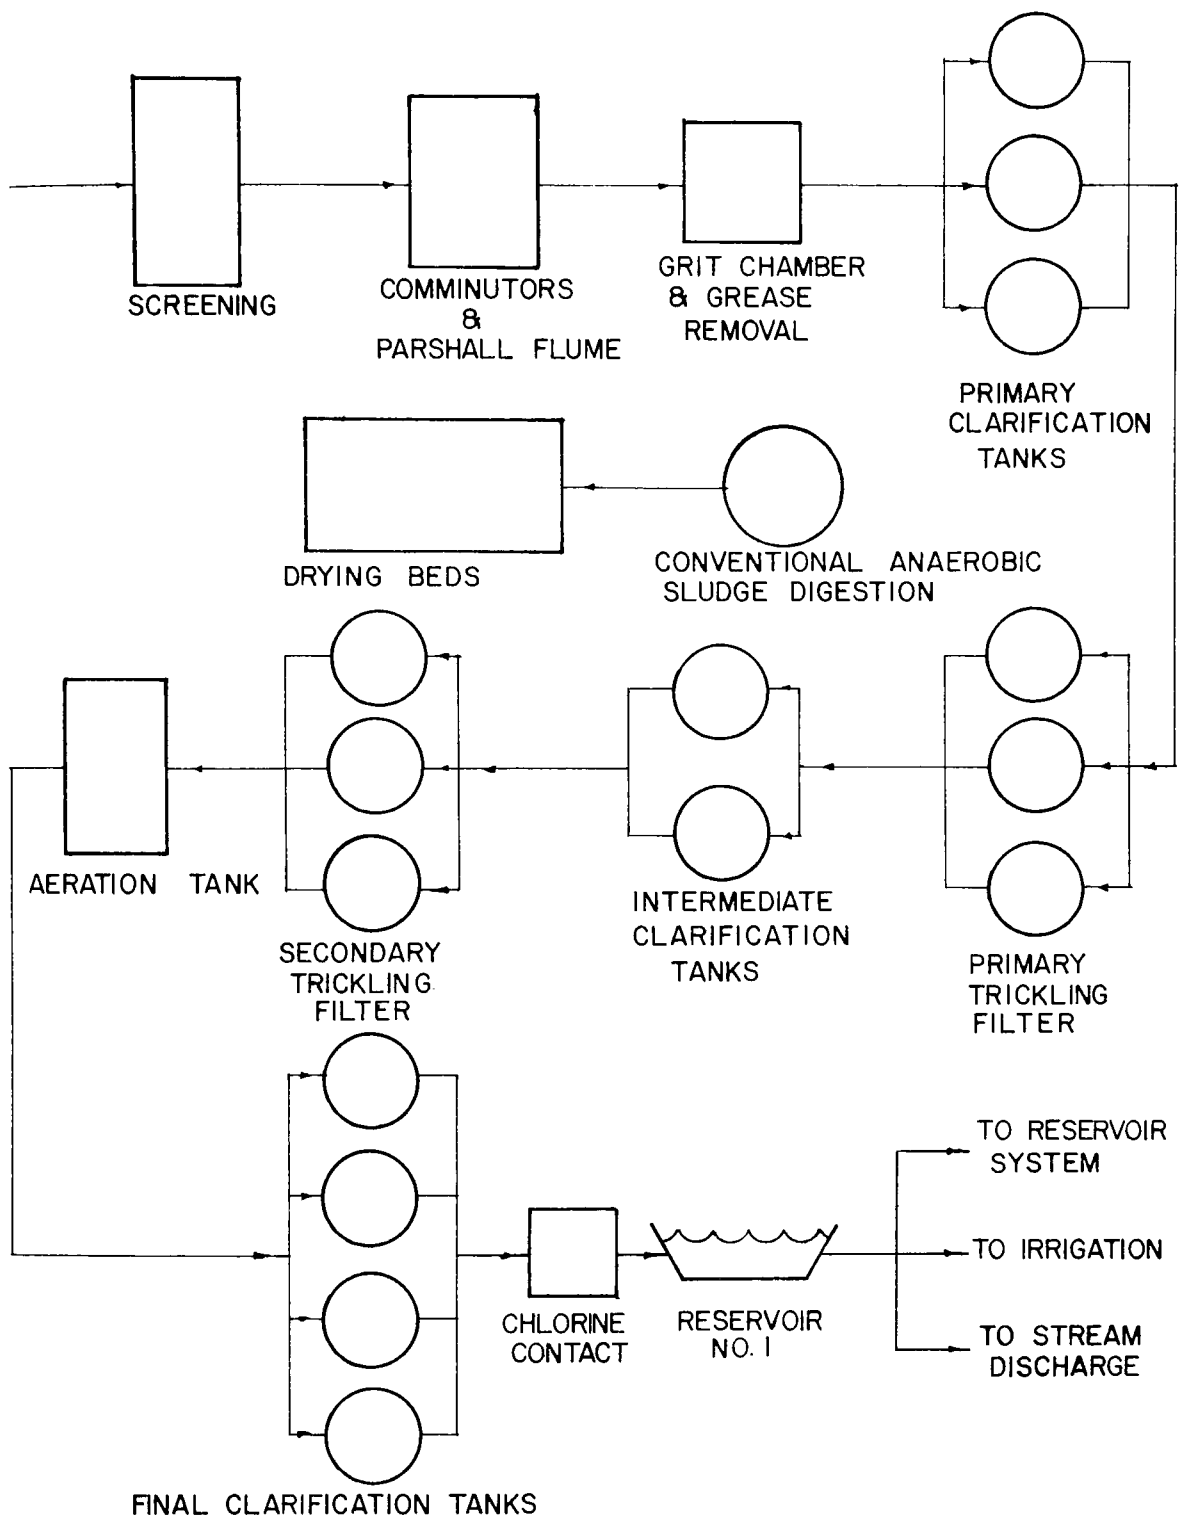 SCREENING
COMMINUTORS
&
PARSHALL FLUME
GRIT CHAMBER
& GREASE
REMOVAL
PRIMARY
CLARIFICATION
TANKS
DRYING BEDS
CONVENTIONAL ANAEROBIC
SLUDGE DIGESTION
AERATION TANK
SECONDARY
TRICKLING
FILTER
INTERMEDIATE
CLARIFICATION
TANKS
PRIMARY
TRICKLING
FILTER
FINAL CLARIFICATION TANKS
CHLORINE
CONTACT
RESERVOIR
NO. 1
TO RESERVOIR
SYSTEM
TO IRRIGATION
TO STREAM
DISCHARGE